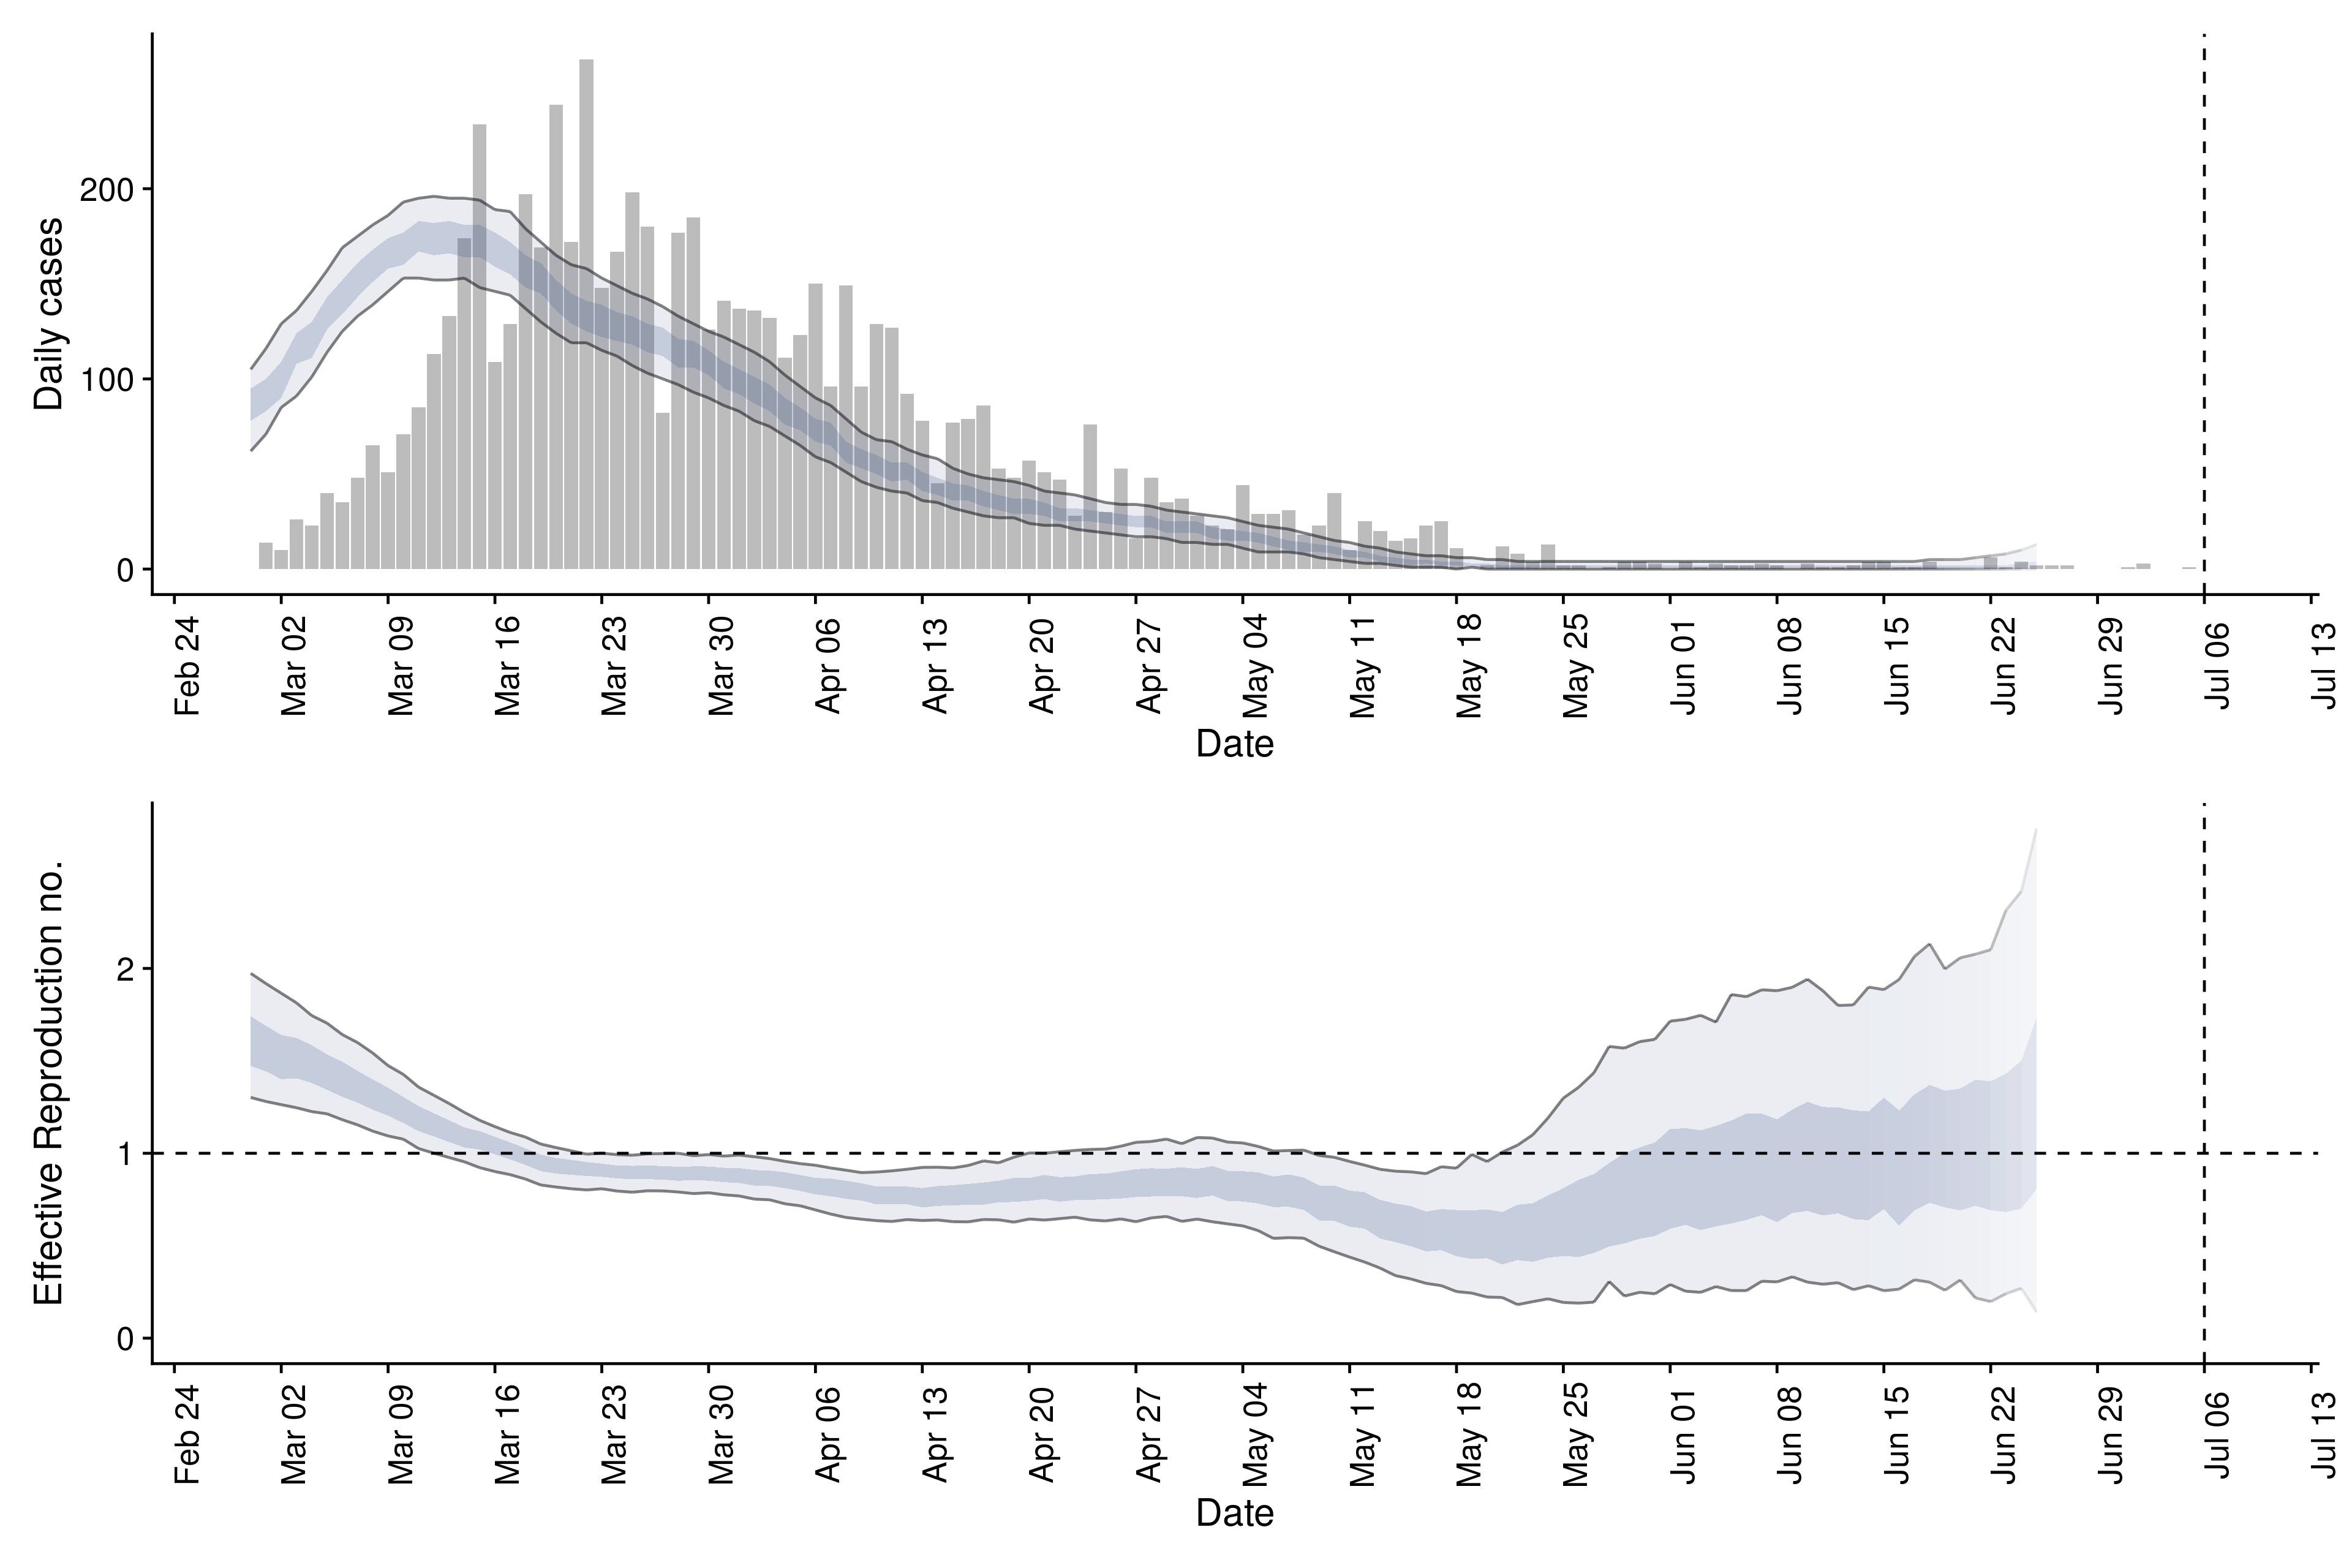 Daily cases
200
100
0
Feb 24
Mar 02
Mar 09
Mar 16
Mar 23
Mar 30
Apr 06
Apr 13
Apr 20
Apr 27
May 04
May 11
May 18
May 25
Jun 01
Jun 08
Jun 15
Jun 22
Jun 29
Jul 06
Jul 13
Date
Effective Reproduction no.
2
1
0
Feb 24
Mar 02
Mar 09
Mar 16
Mar 23
Mar 30
Apr 06
Apr 13
Apr 20
Apr 27
May 04
May 11
May 18
May 25
Jun 01
Jun 08
Jun 15
Jun 22
Jun 29
Jul 06
Jul 13
Date